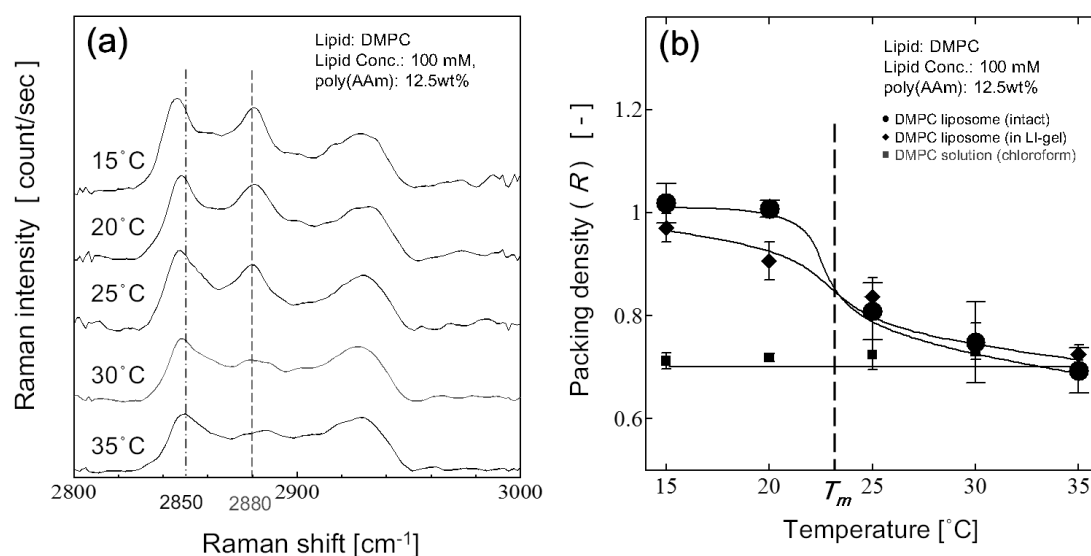 (a)
Lipid: DMPC
Lipid Conc.: 100 mM,
poly(AAm): 12.5wt%
15˚C
20˚C
25˚C
30˚C
35˚C
Raman intensity [ count/sec]
2800
2850
2880
2900
3000
Raman shift [cm-1]
(b)
Lipid: DMPC
Lipid Conc.: 100 mM
poly(AAm): 12.5wt%
DMPC liposome (intact)
DMPC liposome (in LI-gel)
DMPC solution (chloroform)
Packing density ( R ) [ - ]
1.2
1
0.8
0.6
15
20
Tm
25
30
35
Temperature [˚C]